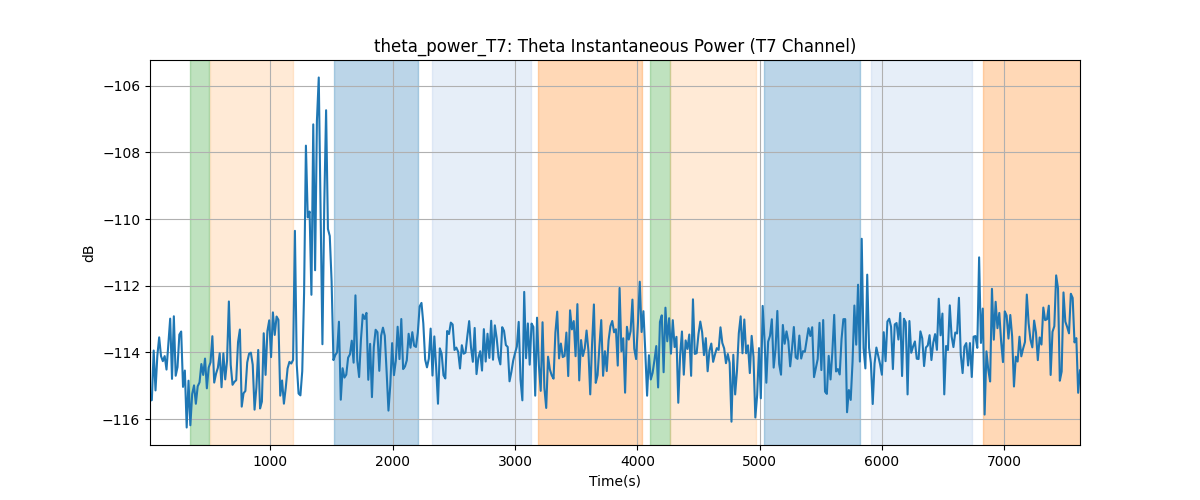 theta_power_T7: Theta Instantaneous Power (T7 Channel)
−106
−108
−110
−112
−114
−116
dB
1000 2000 3000 4000 5000 6000 7000
Time(s)